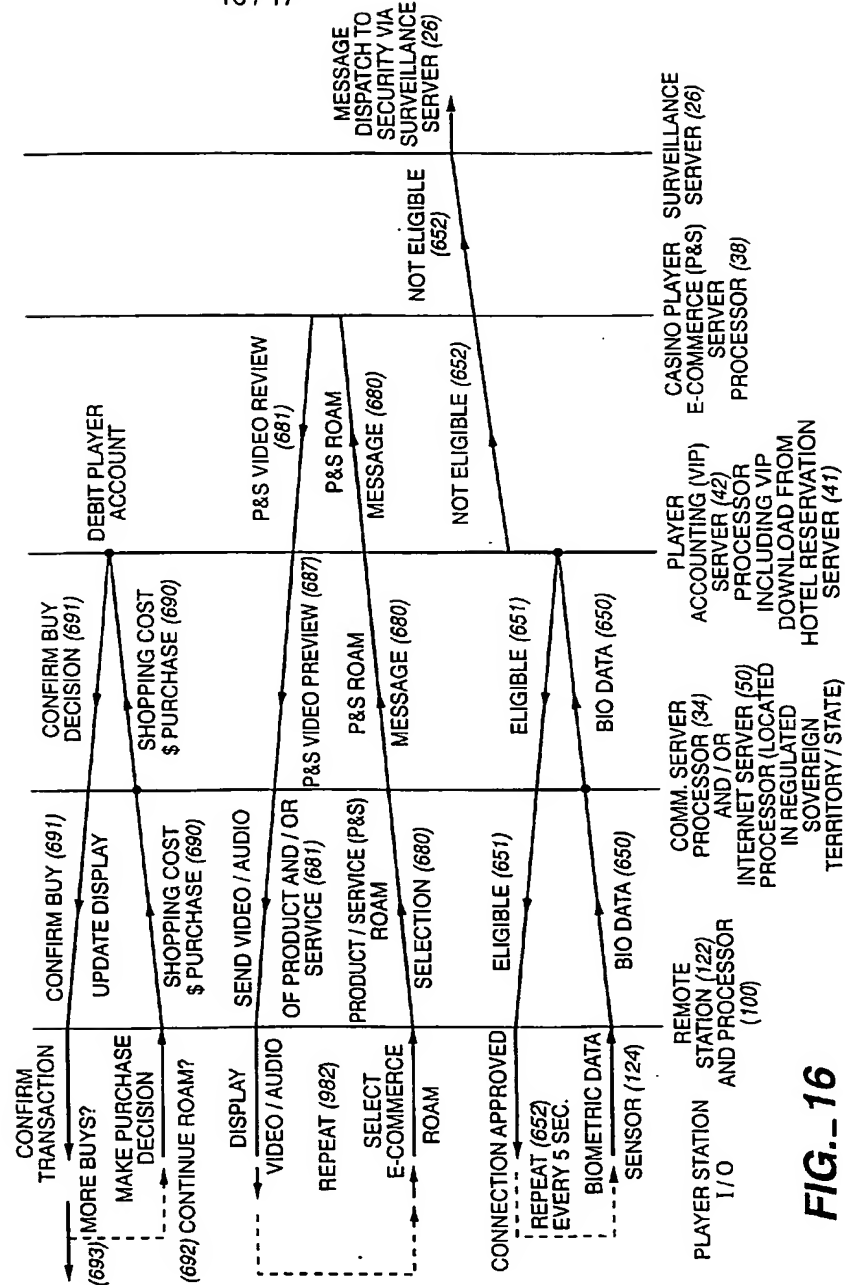 CONFIRM
TRANSACTION
(693) MORE BUYS?
MAKE PURCHASE
DECISION
(692) CONTINUE ROAM?
CONFIRM BUY (691)
UPDATE DISPLAY
SHOPPING COST
$ PURCHASE (690)
CONFIRM BUY
DECISION (691)
SHOPPING COST
$ PURCHASE (690)
DEBIT PLAYER
ACCOUNT
DISPLAY
VIDEO / AUDIO
REPEAT (982)
SELECT
E-COMMERCE
ROAM
SEND VIDEO / AUDIO
OF PRODUCT AND / OR
SERVICE (681)
PRODUCT / SERVICE (P&S)
ROAM
SELECTION (680)
P&S VIDEO PREVIEW (687)
P&S ROAM
MESSAGE (680)
P&S VIDEO REVIEW
(681)
P&S ROAM
MESSAGE (680)
CONNECTION APPROVED
REPEAT (652)
EVERY 5 SEC.
BIOMETRIC DATA
SENSOR (124)
ELIGIBLE (651)
BIO DATA (650)
ELIGIBLE (651)
BIO DATA (650)
NOT ELIGIBLE (652)
NOT ELIGIBLE
(652)
MESSAGE
DISPATCH TO
SECURITY VIA
SURVEILLANCE
SERVER (26)
PLAYER STATION
I / O
REMOTE
STATION (122)
AND PROCESSOR
(100)
COMM. SERVER
PROCESSOR (34)
AND / OR
INTERNET SERVER (50)
PROCESSOR (LOCATED
IN REGULATED
SOVEREIGN
TERRITORY / STATE)
PLAYER
ACCOUNTING (VIP)
SERVER (42)
PROCESSOR
INCLUDING VIP
DOWNLOAD FROM
HOTEL RESERVATION
SERVER (41)
CASINO PLAYER
E-COMMERCE (P&S)
SERVER
PROCESSOR (38)
SURVEILLANCE
SERVER (26)
FIG._16